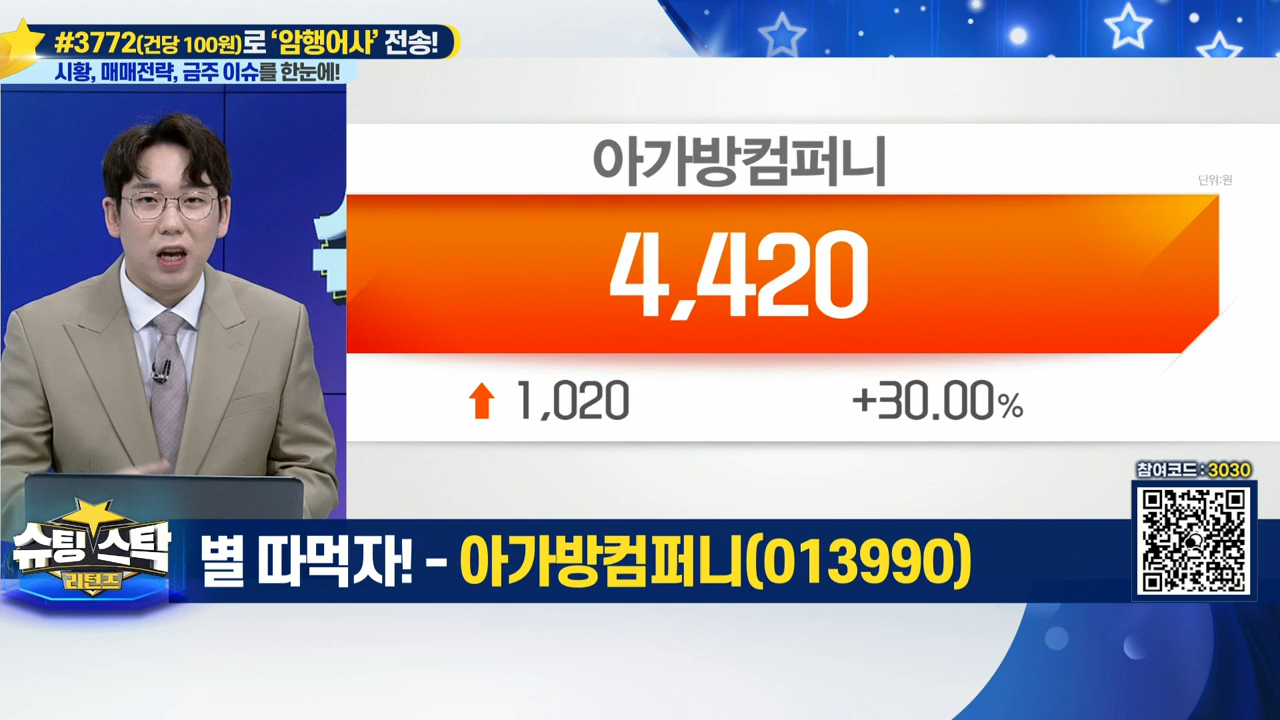 #3772(건당 100원)로 ‘암행어사’ 전송!
시황, 매매전략, 금주 이슈를 한눈에!
아가방컴퍼니
단위:원
4,420
1,020
+30.00%
참여코드:3030
슈팅스탁
리턴즈
별 따먹자! - 아가방컴퍼니(013990)